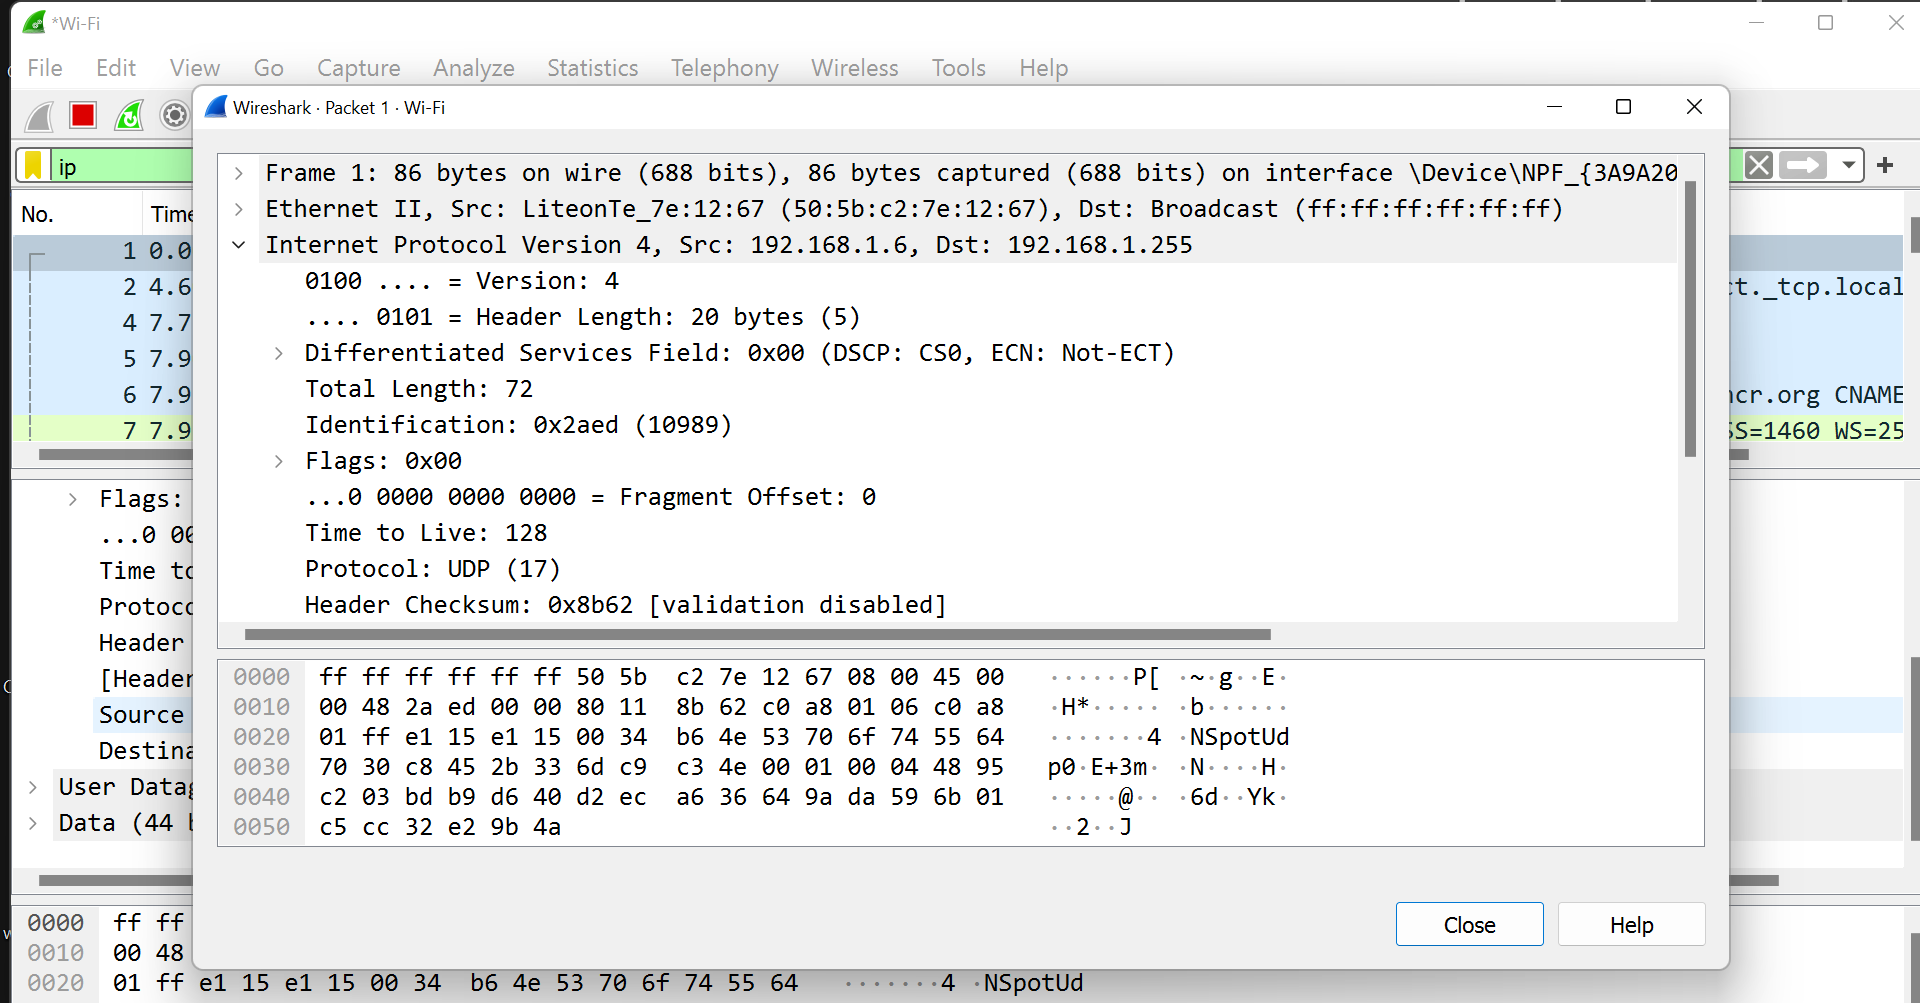 *Wi-Fi
File Edit View Go Capture Analyze Statistics Telephony Wireless Tools Help
Wireshark · Packet 1 · Wi-Fi
ip
No. Time
1 0.0
2 4.6
4 7.7
5 7.9
6 7.9
7 7.9
ct._tcp.local
ncr.org CNAME
SS=1460 WS=25
Frame 1: 86 bytes on wire (688 bits), 86 bytes captured (688 bits) on interface \Device\NPF_{3A9A20
Ethernet II, Src: LiteonTe_7e:12:67 (50:5b:c2:7e:12:67), Dst: Broadcast (ff:ff:ff:ff:ff:ff)
Internet Protocol Version 4, Src: 192.168.1.6, Dst: 192.168.1.255
0100 .... = Version: 4
.... 0101 = Header Length: 20 bytes (5)
Differentiated Services Field: 0x00 (DSCP: CS0, ECN: Not-ECT)
Total Length: 72
Identification: 0x2aed (10989)
Flags: 0x00
...0 0000 0000 0000 = Fragment Offset: 0
Time to Live: 128
Protocol: UDP (17)
Header Checksum: 0x8b62 [validation disabled]
0000 ff ff ff ff ff ff 50 5b c2 7e 12 67 08 00 45 00 ······P[ ·~·g··E·
0010 00 48 2a ed 00 00 80 11 8b 62 c0 a8 01 06 c0 a8 ·H*····· ·b······
0020 01 ff e1 15 e1 15 00 34 b6 4e 53 70 6f 74 55 64 ·······4 ·NSpotUd
0030 70 30 c8 45 2b 33 6d c9 c3 4e 00 01 00 04 48 95 p0·E+3m· ·N····H·
0040 c2 03 bd b9 d6 40 d2 ec a6 36 64 9a da 59 6b 01 ·····@·· ·6d··Yk·
0050 c5 cc 32 e2 9b 4a ··2··J
Close Help
Flags:
...0 00
Time to
Protoco
Header
[Header
Source
Destina
User Datag
Data (44 b
0000 ff ff
0010 00 48
0020 01 ff e1 15 e1 15 00 34 b6 4e 53 70 6f 74 55 64 ·······4 ·NSpotUd